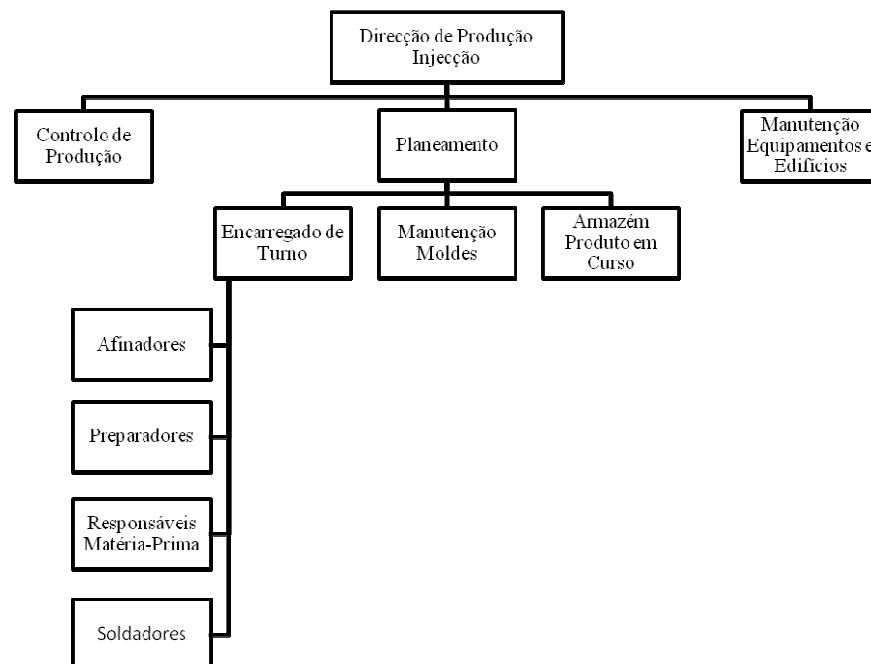 Direcção de Produção
Injecção
Controlo de
Produção
Planeamento
Manutenção
Equipamentos e
Edifícios
Encarregado de
Turno
Manutenção
Moldes
Armazém
Produto em
Curso
Afinadores
Preparadores
Responsáveis
Matéria-Prima
Soldadores